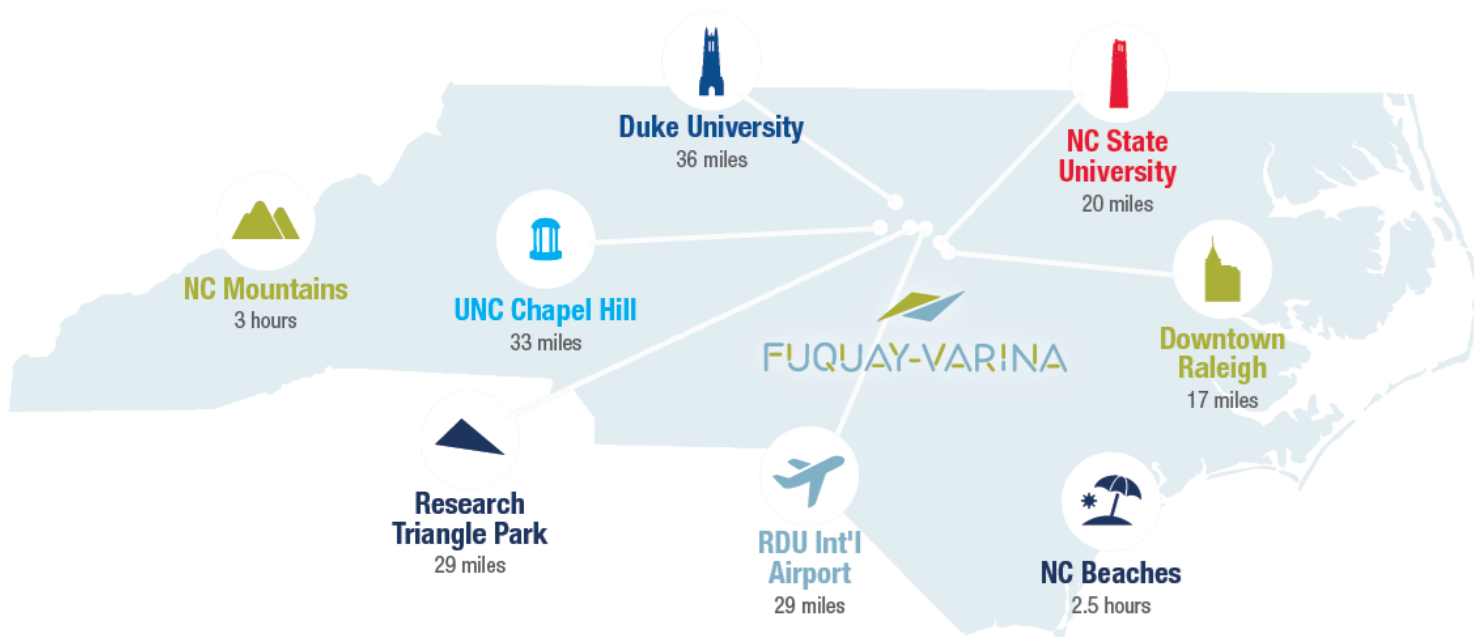 Duke University
36 miles
NC State
University
20 miles
NC Mountains
3 hours
UNC Chapel Hill
33 miles
FUQUAY-VARINA
Downtown
Raleigh
17 miles
Research
Triangle Park
29 miles
RDU Int'l
Airport
29 miles
NC Beaches
2.5 hours